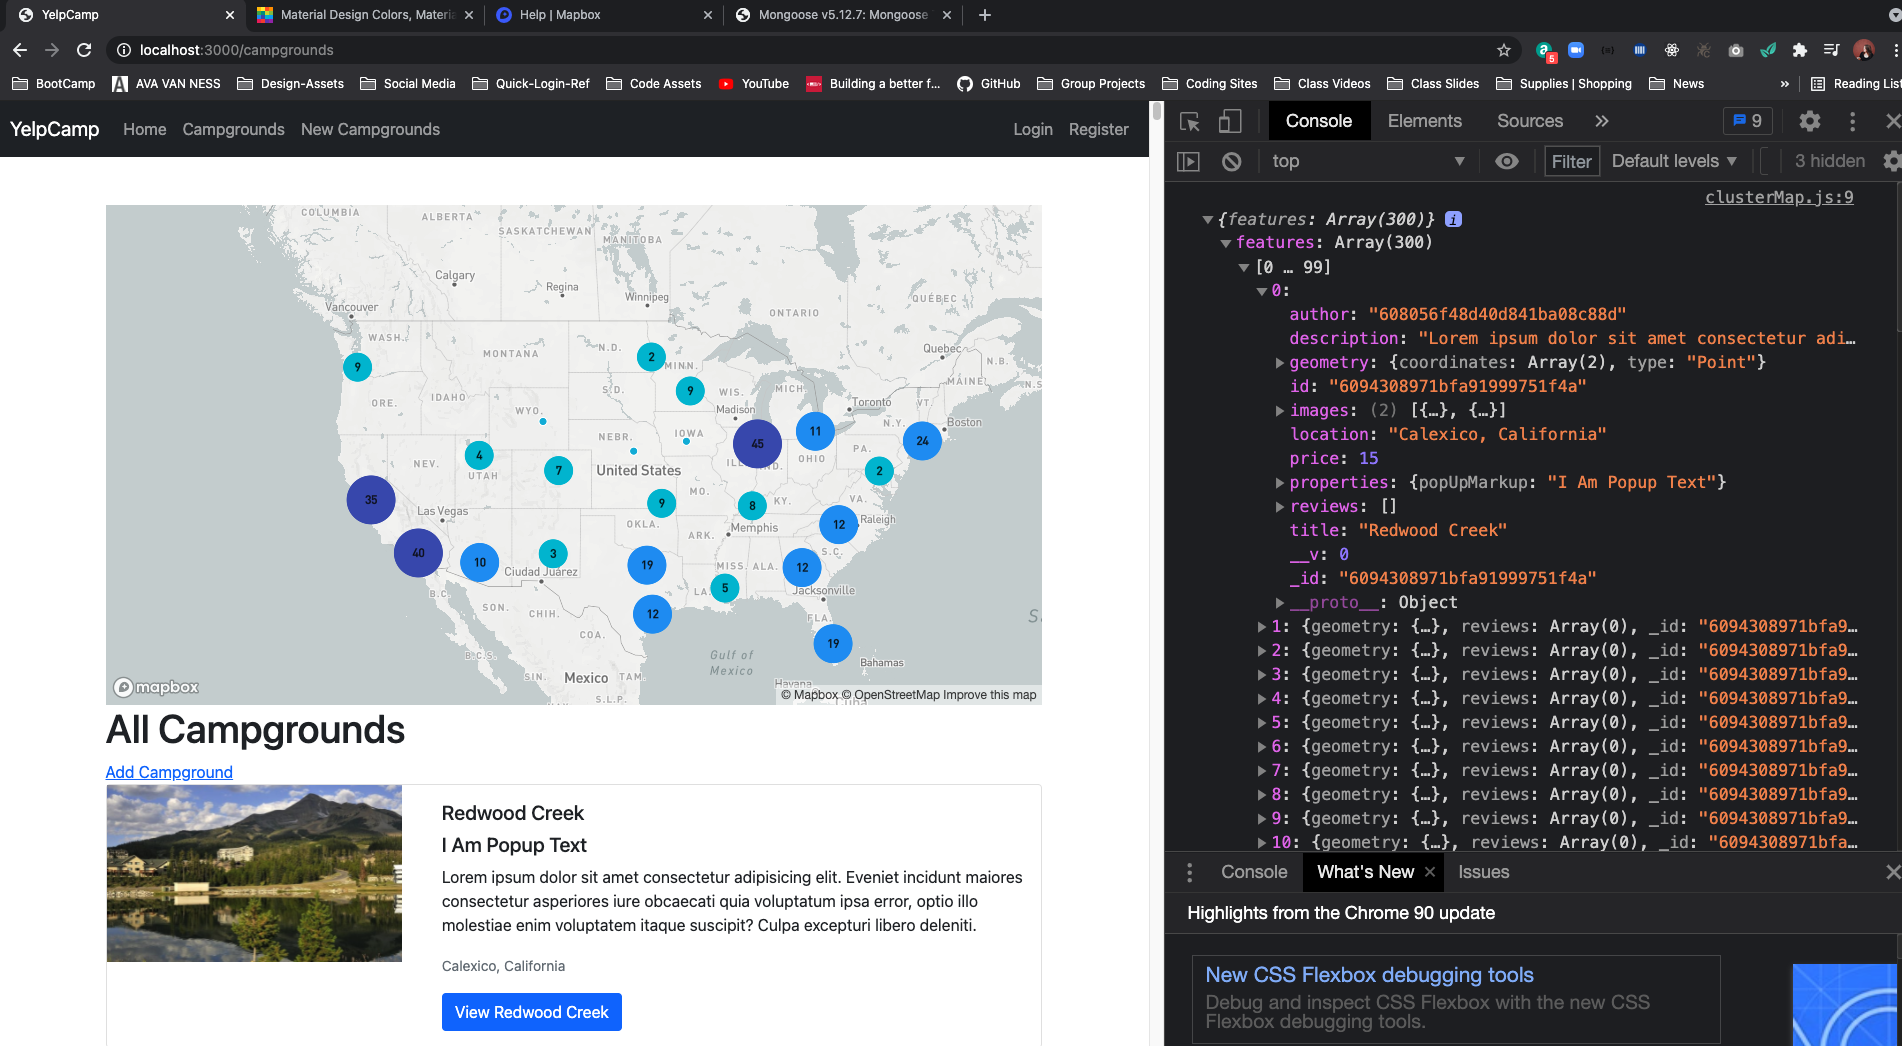 YelpCamp
Material Design Colors, Materia
Help | Mapbox
Mongoose v5.12.7: Mongoose
localhost:3000/campgrounds
5
BootCamp
AVA VAN NESS
Design-Assets
Social Media
Quick-Login-Ref
Code Assets
YouTube
Building a better f...
GitHub
Group Projects
Coding Sites
Class Videos
Class Slides
Supplies | Shopping
News
»
Reading List
YelpCamp
Home
Campgrounds
New Campgrounds
Login
Register
COLUMBIA
ALBERTA
SASKATCHEWAN
MANITOBA
Calgary
Regina
Winnipeg
Vancouver
ONTARIO
QUÉBEC
WASH.
MONTANA
N.D.
2
MINN.
Quebec
N.B.
9
ORE.
IDAHO
WYO.
S.D.
9
WIS.
MICH.
Toronto
VT.
MAINE
N.S
Madison
NEBR.
IOWA
45
11
N.Y.
24
Boston
NEV.
4
UTAH
7
United States
ILL.
IND.
OHIO
PA.
2
35
Las Vegas
9
MO.
8
KY.
VA.
12
Raleigh
OKLA.
ARK.
Memphis
S.C.
40
10
3
Ciudad Juárez
19
MISS.
ALA.
12
LA.
5
Jacksonville
B.C.
SON.
CHIH.
12
FLA.
COA.
19
B.C.S.
Gulf of
Mexico
Bahamas
SIN.
Mexico
TAM.
Havana
Cuba
S.L.P.
S
mapbox
© Mapbox © OpenStreetMap Improve this map
All Campgrounds
Add Campground
Redwood Creek
I Am Popup Text
Lorem ipsum dolor sit amet consectetur adipisicing elit. Eveniet incidunt maiores
consectetur asperiores iure obcaecati quia voluptatum ipsa error, optio illo
molestiae enim voluptatem itaque suscipit? Culpa excepturi libero deleniti.
Calexico, California
View Redwood Creek
Console
Elements
Sources
»
9
top
Filter
Default levels
3 hidden
clusterMap.js:9
{features: Array(300)} i
features: Array(300)
[0 … 99]
0:
author: "608056f48d40d841ba08c88d"
description: "Lorem ipsum dolor sit amet consectetur adi…
geometry: {coordinates: Array(2), type: "Point"}
id: "6094308971bfa91999751f4a"
images: (2) [{…}, {…}]
location: "Calexico, California"
price: 15
properties: {popUpMarkup: "I Am Popup Text"}
reviews: []
title: "Redwood Creek"
__v: 0
_id: "6094308971bfa91999751f4a"
__proto__: Object
1: {geometry: {…}, reviews: Array(0), _id: "6094308971bfa9…
2: {geometry: {…}, reviews: Array(0), _id: "6094308971bfa9…
3: {geometry: {…}, reviews: Array(0), _id: "6094308971bfa9…
4: {geometry: {…}, reviews: Array(0), _id: "6094308971bfa9…
5: {geometry: {…}, reviews: Array(0), _id: "6094308971bfa9…
6: {geometry: {…}, reviews: Array(0), _id: "6094308971bfa9…
7: {geometry: {…}, reviews: Array(0), _id: "6094308971bfa9…
8: {geometry: {…}, reviews: Array(0), _id: "6094308971bfa9…
9: {geometry: {…}, reviews: Array(0), _id: "6094308971bfa9…
10: {geometry: {…}, reviews: Array(0), _id: "6094308971bfa…
Console
What's New
Issues
Highlights from the Chrome 90 update
New CSS Flexbox debugging tools
Debug and inspect CSS Flexbox with the new CSS
Flexbox debugging tools.